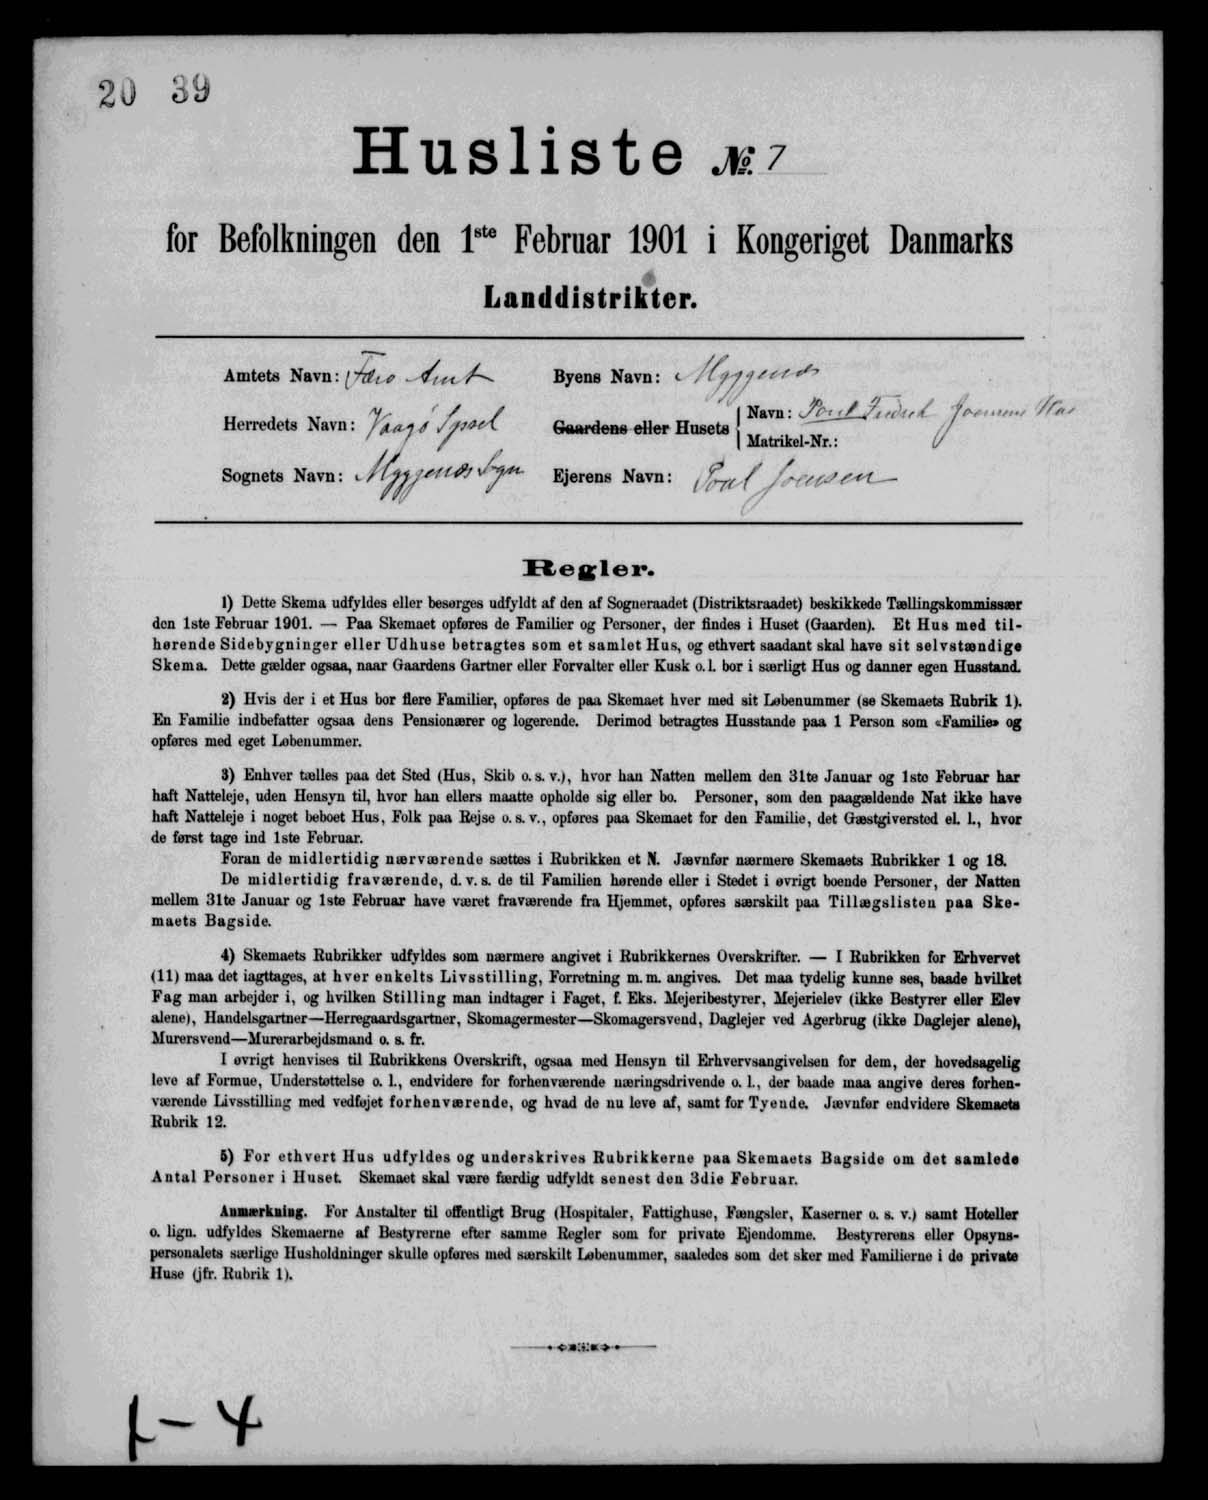 20 39
Husliste № 7
for Befolkningen den 1ste Februar 1901 i Kongeriget Danmarks
Landdistrikter.
Amtets Navn: Færo Amt
Byens Navn: Myggenæs
Herredets Navn: Vaagø Syssel
Gaardens eller Husets
Navn: Poul Fredrik Joensens Hus
Matrikel-Nr.:
Sognets Navn: Myggenæs Sogn
Ejerens Navn: Poul Joensen
Regler.
1) Dette Skema udfyldes eller besørges udfyldt af den af Sogneraadet (Distriktsraadet) beskikkede Tællingskommissær
den 1ste Februar 1901. — Paa Skemaet opføres de Familier og Personer, der findes i Huset (Gaarden). Et Hus med til-
hørende Sidebygninger eller Udhuse betragtes som et samlet Hus, og ethvert saadant skal have sit selvstændige
Skema. Dette gælder ogsaa, naar Gaardens Gartner eller Forvalter eller Kusk o. l. bor i særligt Hus og danner egen Husstand.
2) Hvis der i et Hus bor flere Familier, opføres de paa Skemaet hver med sit Løbenummer (se Skemaets Rubrik 1).
En Familie indbefatter ogsaa dens Pensionærer og logerende. Derimod betragtes Husstande paa 1 Person som «Familie» og
opføres med eget Løbenummer.
3) Enhver tælles paa det Sted (Hus, Skib o. s. v.), hvor han Natten mellem den 31te Januar og 1ste Februar har
haft Natteleje, uden Hensyn til, hvor han ellers maatte opholde sig eller bo. Personer, som den paagældende Nat ikke have
haft Natteleje i noget beboet Hus, Folk paa Rejse o. s. v., opføres paa Skemaet for den Familie, det Gæstgiversted el. l., hvor
de først tage ind 1ste Februar.
Foran de midlertidig nærværende sættes i Rubrikken et N. Jævnfør nærmere Skemaets Rubrikker 1 og 18.
De midlertidig fraværende, d. v. s. de til Familien hørende eller i Stedet i øvrigt boende Personer, der Natten
mellem 31te Januar og 1ste Februar have været fraværende fra Hjemmet, opføres særskilt paa Tillægslisten paa Ske-
maets Bagside.
4) Skemaets Rubrikker udfyldes som nærmere angivet i Rubrikkernes Overskrifter. — I Rubrikken for Erhvervet
(11) maa det iagttages, at hver enkelts Livsstilling, Forretning m. m. angives. Det maa tydelig kunne ses, baade hvilket
Fag man arbejder i, og hvilken Stilling man indtager i Faget, f. Eks. Mejeribestyrer, Mejerielev (ikke Bestyrer eller Elev
alene), Handelsgartner—Herregaardsgartner, Skomagermester—Skomagersvend, Daglejer ved Agerbrug (ikke Daglejer alene),
Murersvend—Murerarbejdsmand o. s. fr.
I øvrigt henvises til Rubrikkens Overskrift, ogsaa med Hensyn til Erhvervsangivelsen for dem, der hovedsagelig
leve af Formue, Understøttelse o. l., endvidere for forhenværende næringsdrivende o. l., der baade maa angive deres forhen-
værende Livsstilling med vedføjet forhenværende, og hvad de nu leve af, samt for Tyende. Jævnfør endvidere Skemaets
Rubrik 12.
5) For ethvert Hus udfyldes og underskrives Rubrikkerne paa Skemaets Bagside om det samlede
Antal Personer i Huset. Skemaet skal være færdig udfyldt senest den 3die Februar.
Anmærkning. For Anstalter til offentligt Brug (Hospitaler, Fattighuse, Fængsler, Kaserner o. s. v.) samt Hoteller
o. lign. udfyldes Skemaerne af Bestyrerne efter samme Regler som for private Ejendomme. Bestyrerens eller Opsyns-
personalets særlige Husholdninger skulle opføres med særskilt Løbenummer, saaledes som det sker med Familierne i de private
Huse (jfr. Rubrik 1).
1-4